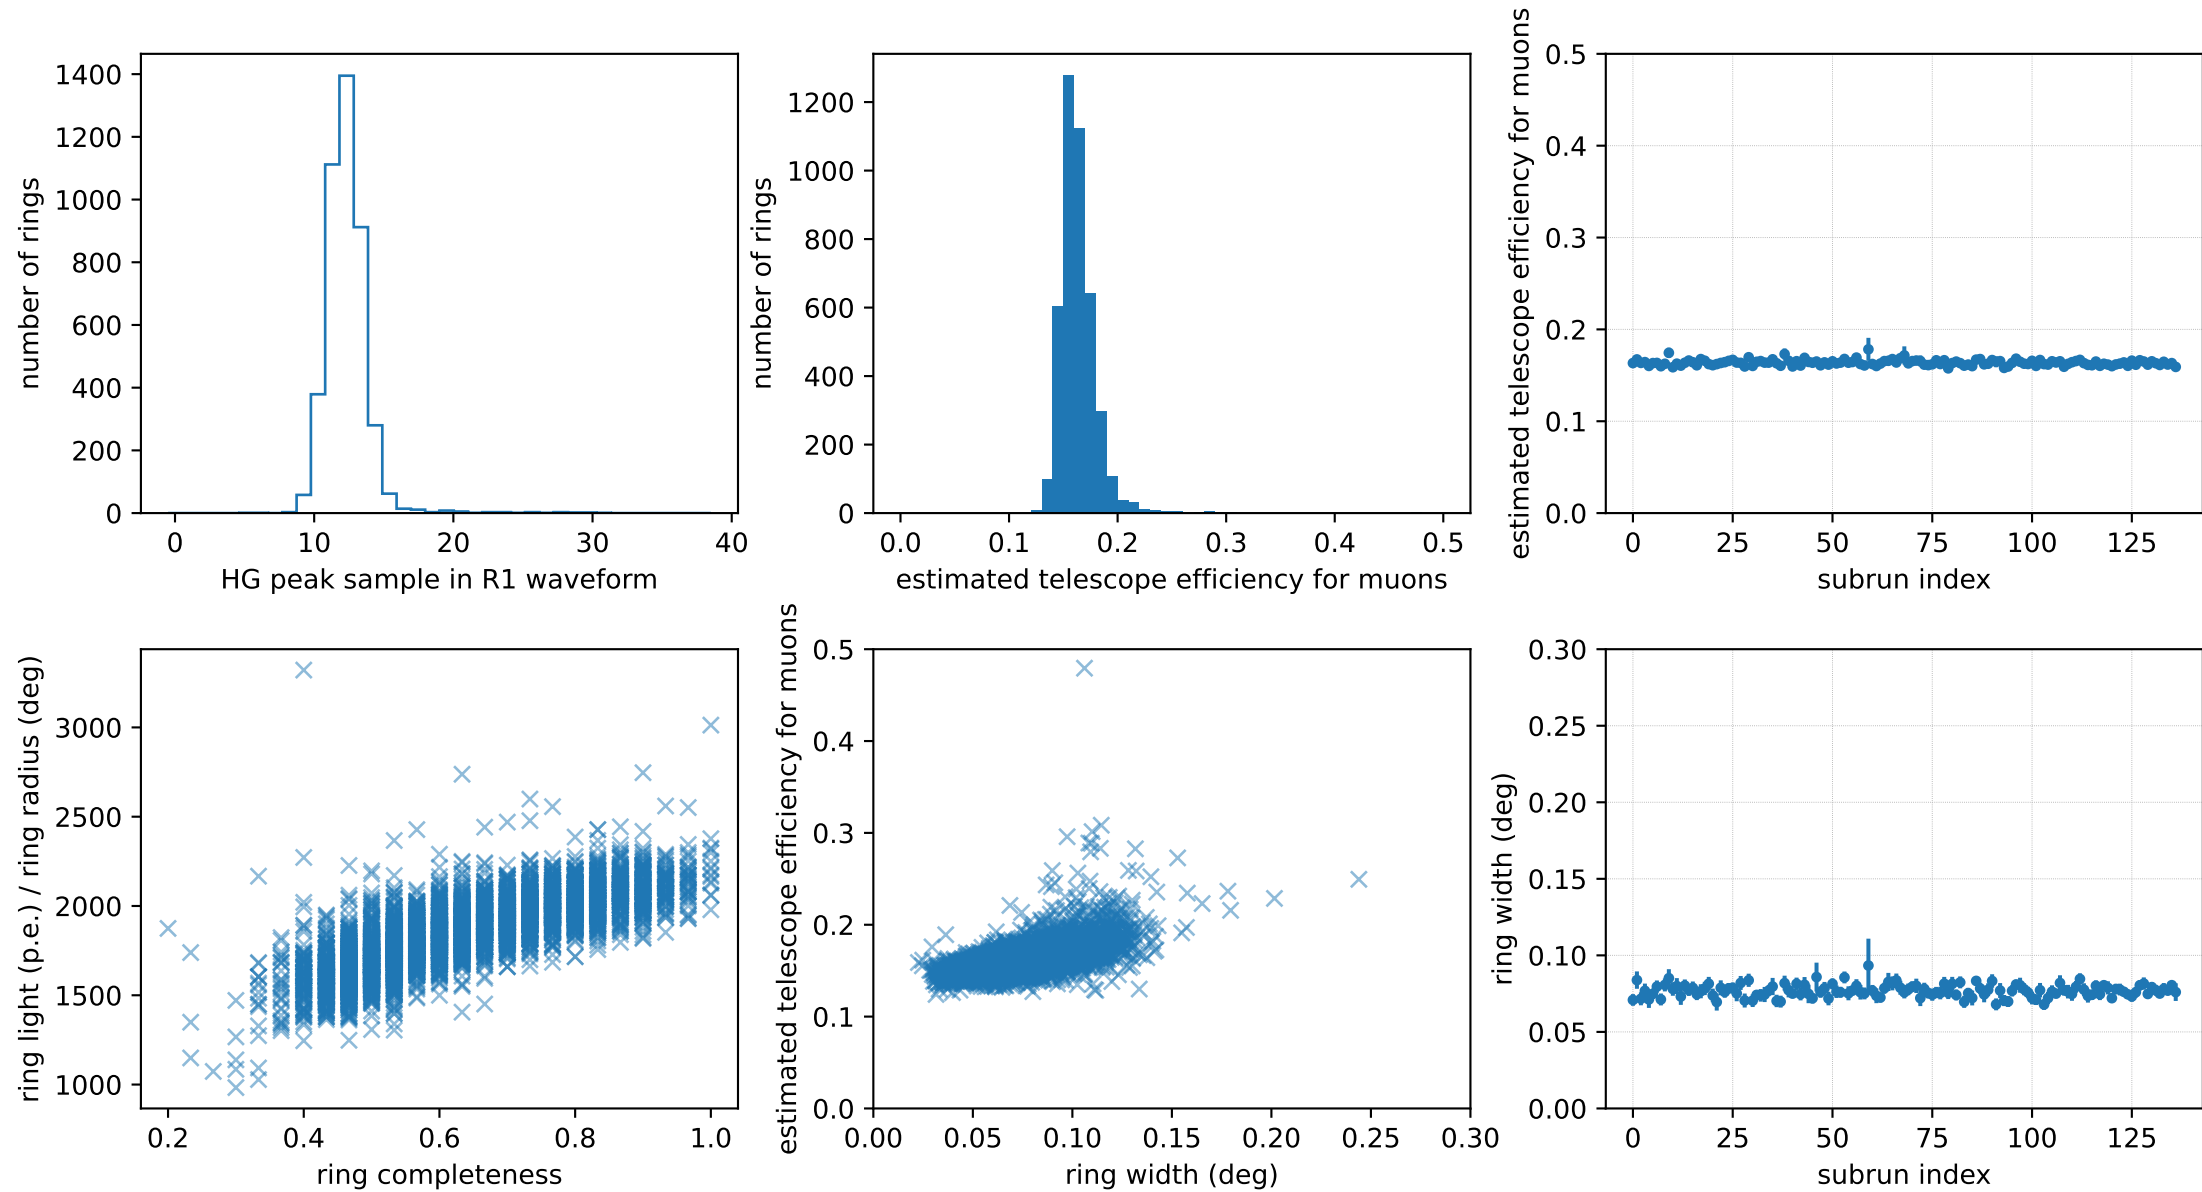 1400
1200
1000
800
600
400
200
0
number of rings
0 10 20 30 40
HG peak sample in R1 waveform
1200
1000
800
600
400
200
0
number of rings
0.0 0.1 0.2 0.3 0.4 0.5
estimated telescope efficiency for muons
0.5
0.4
0.3
0.2
0.1
0.0
estimated telescope efficiency for muons
0 25 50 75 100 125
subrun index
3000
2500
2000
1500
1000
ring light (p.e.) / ring radius (deg)
0.2 0.4 0.6 0.8 1.0
ring completeness
0.5
0.4
0.3
0.2
0.1
0.0
estimated telescope efficiency for muons
0.00 0.05 0.10 0.15 0.20 0.25 0.30
ring width (deg)
0.30
0.25
0.20
0.15
0.10
0.05
0.00
ring width (deg)
0 25 50 75 100 125
subrun index